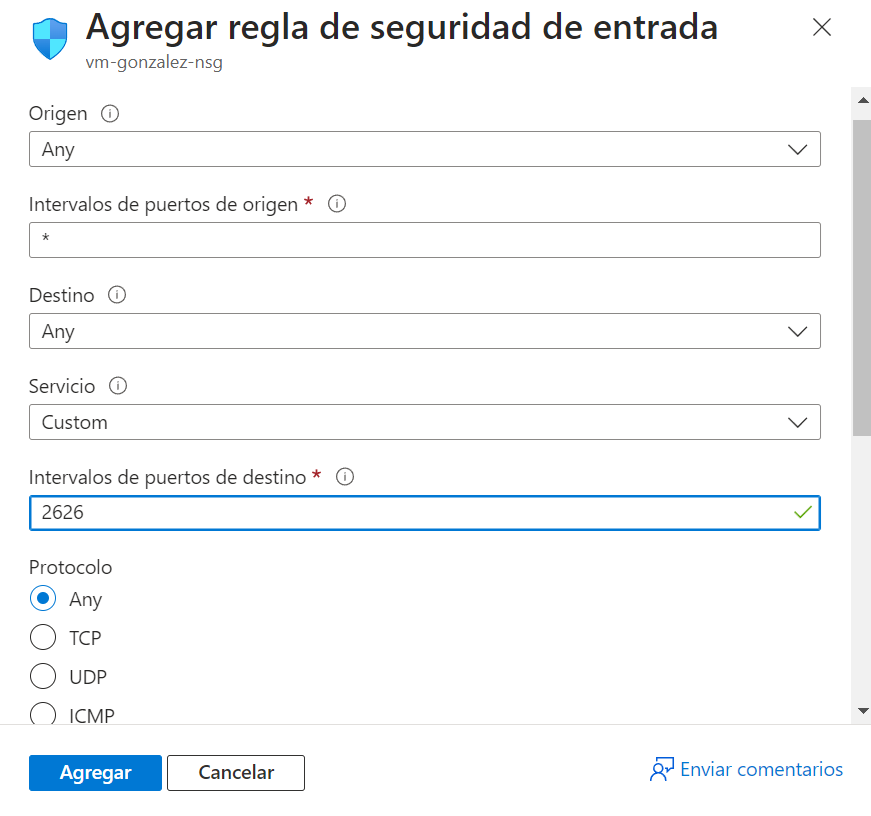 Agregar regla de seguridad de entrada
vm-gonzalez-nsg
Origen
Any
Intervalos de puertos de origen *
*
Destino
Any
Servicio
Custom
Intervalos de puertos de destino *
2626
Protocolo
Any
TCP
UDP
ICMP
Agregar
Cancelar
Enviar comentarios